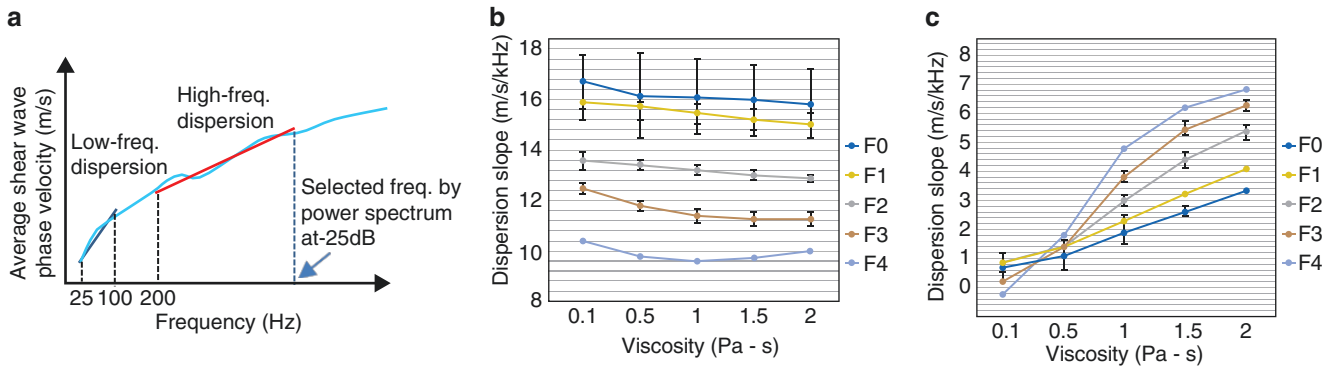 a
Average shear wave
phase velocity (m/s)
Low-freq.
dispersion
High-freq.
dispersion
Selected freq. by
power spectrum
at-25dB
25 100 200
Frequency (Hz)
b
Dispersion slope (m/s/kHz)
18
16
14
12
10
8
0.1 0.5 1 1.5 2
Viscosity (Pa - s)
F0
F1
F2
F3
F4
c
Dispersion slope (m/s/kHz)
8
7
6
5
4
3
2
1
0
0.1 0.5 1 1.5 2
Viscosity (Pa - s)
F0
F1
F2
F3
F4